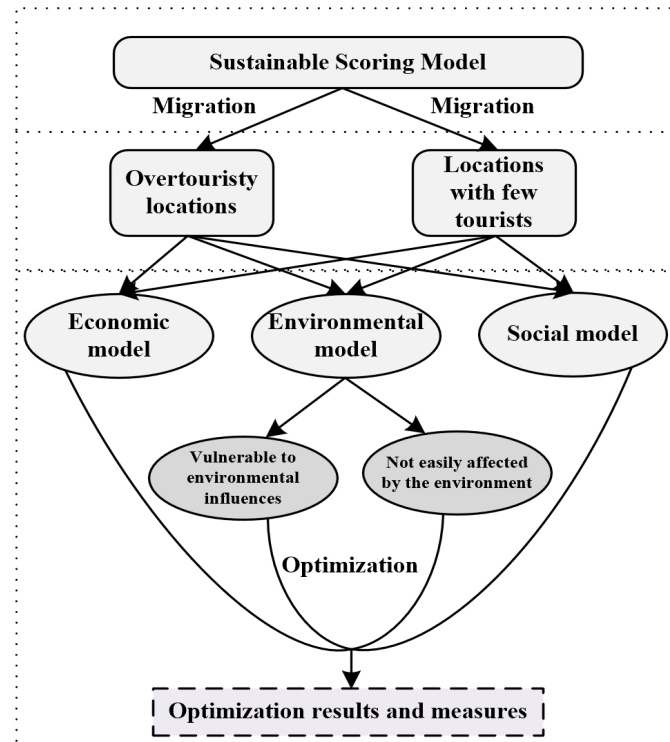 Sustainable Scoring Model
Migration
Migration
Overtouristy
locations
Locations
with few
tourists
Economic
model
Environmental
model
Social model
Vulnerable to
environmental
influences
Not easily affected
by the environment
Optimization
Optimization results and measures